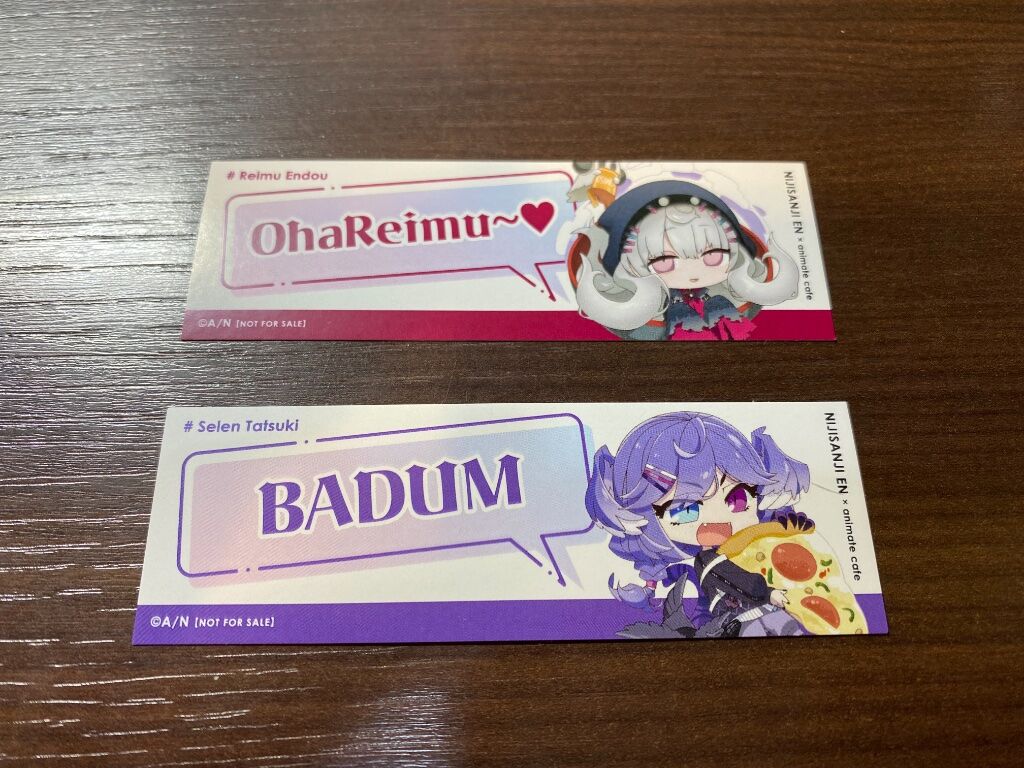 # Reimu Endou
OhaReimu~♥
©A/N [NOT FOR SALE]
NIJISANJI EN × animate cafe
# Selen Tatsuki
BADUM
©A/N [NOT FOR SALE]
NIJISANJI EN × animate cafe